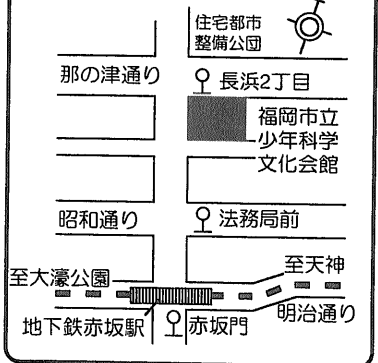 住宅都市
整備公団
那の津通り
長浜2丁目
福岡市立
少年科学
文化会館
昭和通り
法務局前
至大濠公園
至天神
地下鉄赤坂駅
赤坂門
明治通り